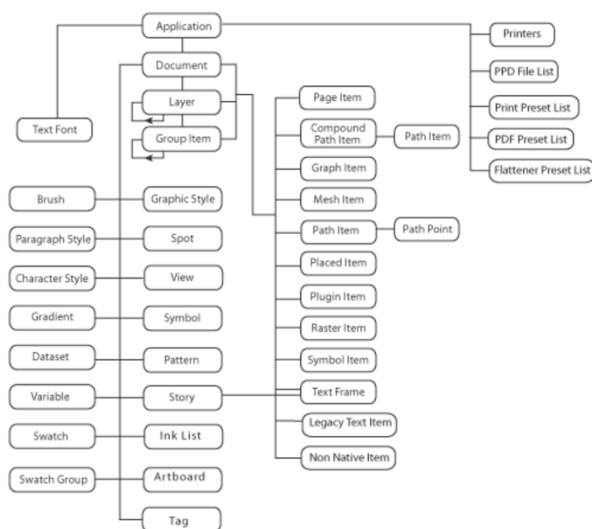 Application
Printers
Document
PPD File List
Layer
Page Item
Print Preset List
Text Font
Group Item
Compound
Path Item
Path Item
PDF Preset List
Graph Item
Flattener Preset List
Brush
Graphic Style
Mesh Item
Paragraph Style
Spot
Path Item
Path Point
Placed Item
Character Style
View
Plugin Item
Gradient
Symbol
Raster Item
Dataset
Pattern
Symbol Item
Variable
Story
Text Frame
Legacy Text Item
Swatch
Ink List
Non Native Item
Swatch Group
Artboard
Tag